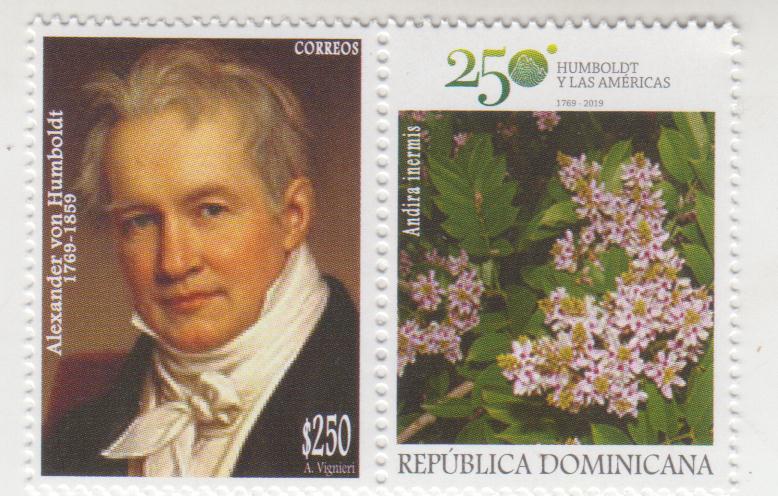 CORREOS
Alexander von Humboldt
1769-1859
$250
A. Vignieri
250
HUMBOLDT
Y LAS AMÉRICAS
1769 - 2019
Andira inermis
REPÚBLICA DOMINICANA